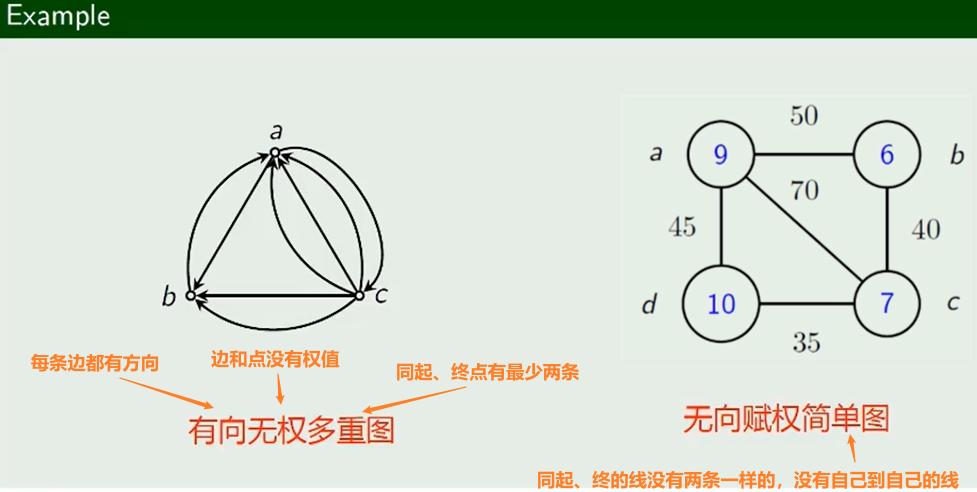 Example
a
b
c
每条边都有方向
边和点没有权值
同起、终点有最少两条
有向无权多重图
50
a 9 6 b
70
45 40
d 10 7 c
35
无向赋权简单图
同起、终的线没有两条一样的，没有自己到自己的线